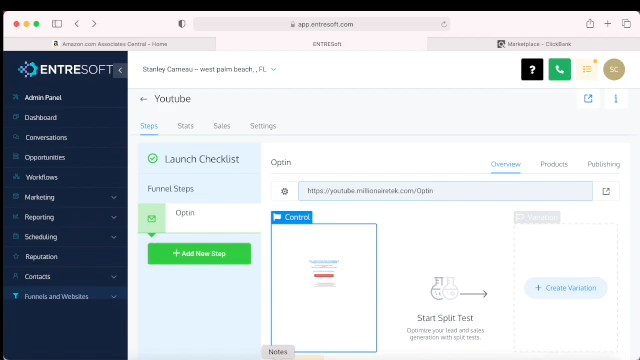 app.entresoft.com
Amazon.com Associates Central - Home
ENTRESoft
Marketplace - ClickBank
ENTRESOFT
Stanley Carneau – west palm beach, , FL
?
SC
Admin Panel
Dashboard
Conversations
Opportunities
Workflows
Marketing
Reporting
Scheduling
Reputation
Contacts
Funnels and Websites
← Youtube
Steps
Stats
Sales
Settings
Launch Checklist
Funnel Steps
Optin
+ Add New Step
Optin
Overview
Products
Publishing
https://youtube.millionairetek.com/Optin
Control
Variation
Start Split Test
Optimize your lead and sales
generation with split tests.
+ Create Variation
Notes